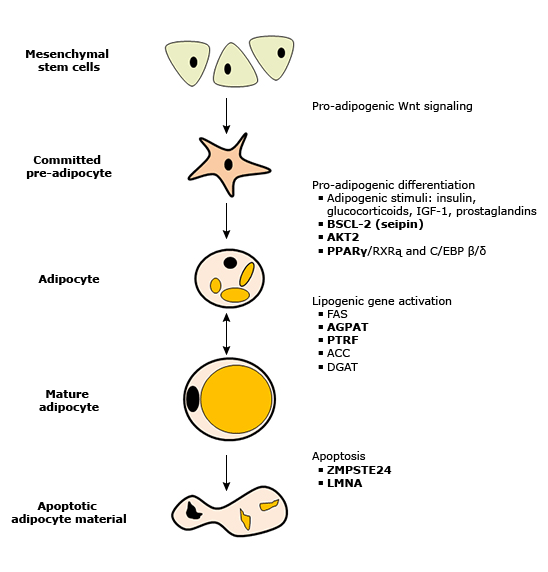 Mesenchymal
stem cells
Pro-adipogenic Wnt signaling
Committed
pre-adipocyte
Pro-adipogenic differentiation
▪ Adipogenic stimuli: insulin,
glucocorticoids, IGF-1, prostaglandins
▪ BSCL-2 (seipin)
▪ AKT2
▪ PPARγ/RXRα and C/EBP β/δ
Adipocyte
Lipogenic gene activation
▪ FAS
▪ AGPAT
▪ PTRF
▪ ACC
▪ DGAT
Mature
adipocyte
Apoptosis
▪ ZMPSTE24
▪ LMNA
Apoptotic
adipocyte material